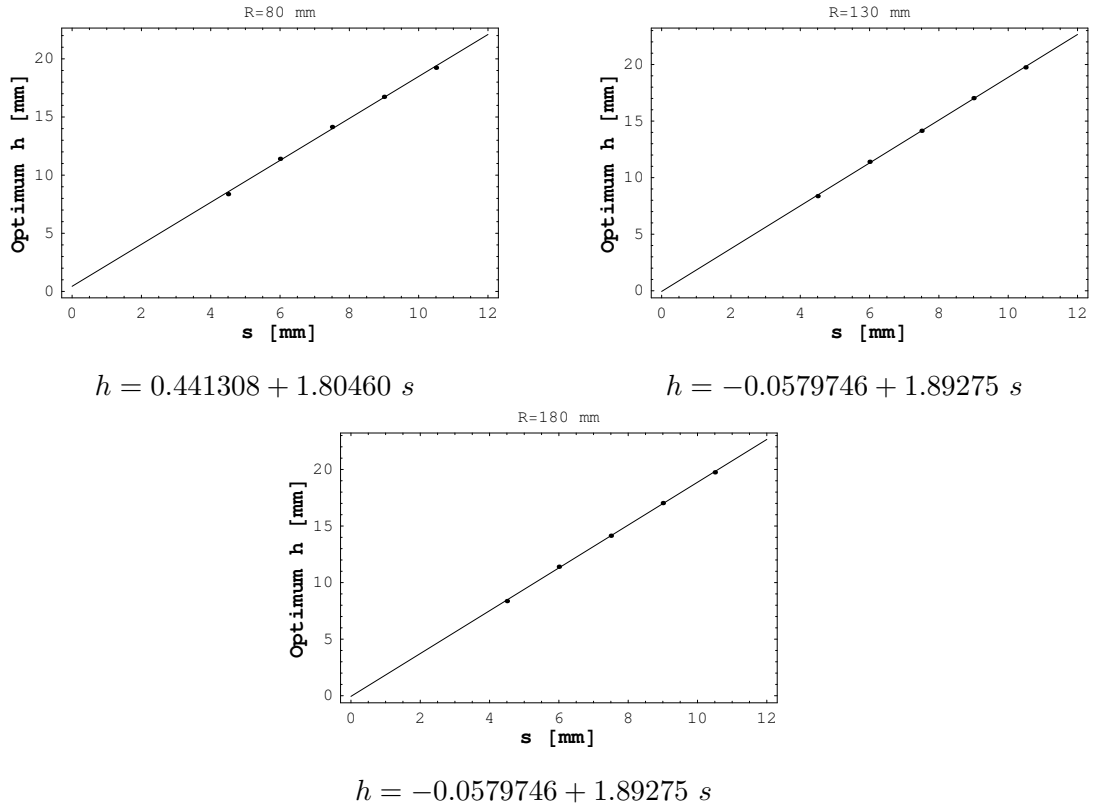 R=80 mm
Optimum h [mm]
20
15
10
5
0
0 2 4 6 8 10 12
s [mm]
h = 0.441308 + 1.80460 s
R=130 mm
Optimum h [mm]
20
15
10
5
0
0 2 4 6 8 10 12
s [mm]
h = −0.0579746 + 1.89275 s
R=180 mm
Optimum h [mm]
20
15
10
5
0
0 2 4 6 8 10 12
s [mm]
h = −0.0579746 + 1.89275 s